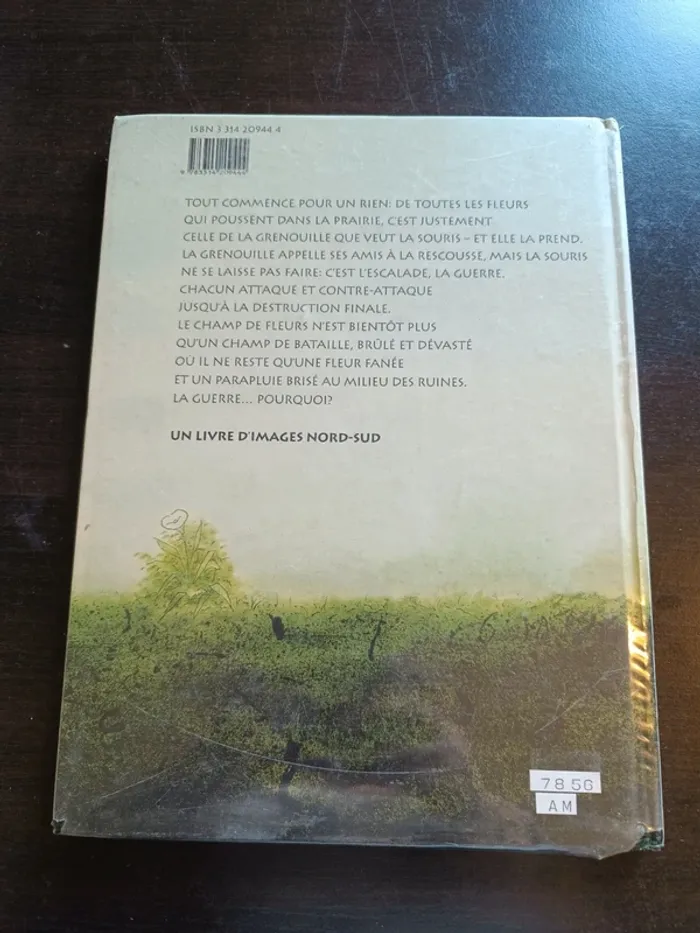 ISBN 3 314 20944 4
9 783314 209444
TOUT COMMENCE POUR UN RIEN: DE TOUTES LES FLEURS
QUI POUSSENT DANS LA PRAIRIE, C'EST JUSTEMENT
CELLE DE LA GRENOUILLE QUE VEUT LA SOURIS – ET ELLE LA PREND.
LA GRENOUILLE APPELLE SES AMIS À LA RESCOUSSE, MAIS LA SOURIS
NE SE LAISSE PAS FAIRE: C'EST L'ESCALADE, LA GUERRE.
CHACUN ATTAQUE ET CONTRE-ATTAQUE
JUSQU'À LA DESTRUCTION FINALE.
LE CHAMP DE FLEURS N'EST BIENTÔT PLUS
QU'UN CHAMP DE BATAILLE, BRÛLÉ ET DÉVASTÉ
OÙ IL NE RESTE QU'UNE FLEUR FANÉE
ET UN PARAPLUIE BRISÉ AU MILIEU DES RUINES.
LA GUERRE... POURQUOI?
UN LIVRE D'IMAGES NORD-SUD
785G
AM